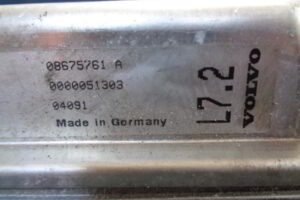 08675761 A
0000051303
04091
Made in Germany
L7.2
VOLVO